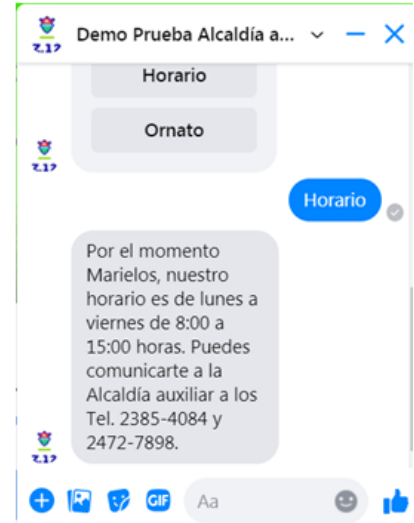 Demo Prueba Alcaldía a...
Horario
Ornato
z.17
Horario
Por el momento
Marielos, nuestro
horario es de lunes a
viernes de 8:00 a
15:00 horas. Puedes
comunicarte a la
Alcaldía auxiliar a los
Tel. 2385-4084 y
2472-7898.
GIF
Aa